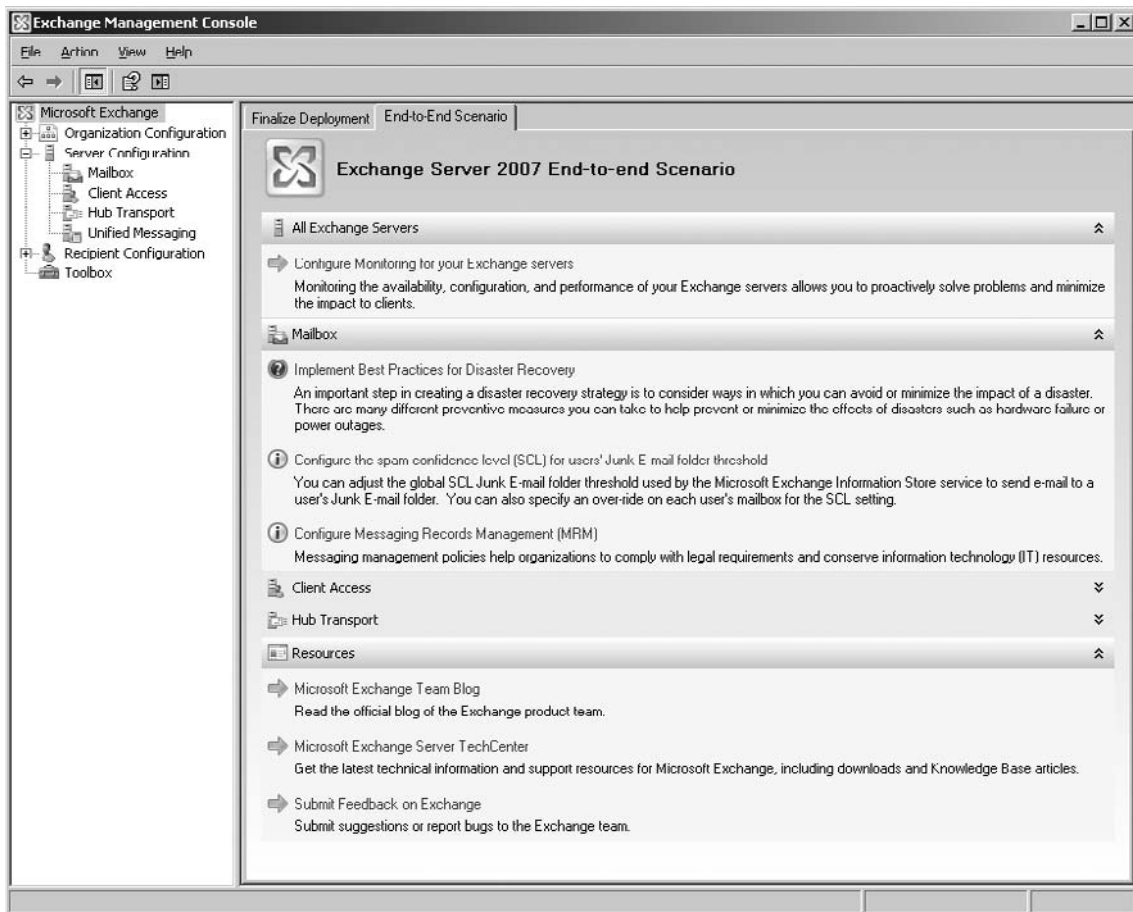 Exchange Management Console
File Action View Help
Microsoft Exchange
Organization Configuration
Server Configuration
Mailbox
Client Access
Hub Transport
Unified Messaging
Recipient Configuration
Toolbox
Finalize Deployment End-to-End Scenario
Exchange Server 2007 End-to-end Scenario
All Exchange Servers
Configure Monitoring for your Exchange servers
Monitoring the availability, configuration, and performance of your Exchange servers allows you to proactively solve problems and minimize
the impact to clients.
Mailbox
Implement Best Practices for Disaster Recovery
An important step in creating a disaster recovery strategy is to consider ways in which you can avoid or minimize the impact of a disaster.
There are many different preventive measures you can take to help prevent or minimize the effects of disasters such as hardware failure or
power outages.
Configure the spam confidence level (SCL) for users' Junk E-mail folder threshold
You can adjust the global SCL Junk E-mail folder threshold used by the Microsoft Exchange Information Store service to send e-mail to a
user's Junk E-mail folder. You can also specify an over-ride on each user's mailbox for the SCL setting.
Configure Messaging Records Management (MRM)
Messaging management policies help organizations to comply with legal requirements and conserve information technology (IT) resources.
Client Access
Hub Transport
Resources
Microsoft Exchange Team Blog
Read the official blog of the Exchange product team.
Microsoft Exchange Server TechCenter
Get the latest technical information and support resources for Microsoft Exchange, including downloads and Knowledge Base articles.
Submit Feedback on Exchange
Submit suggestions or report bugs to the Exchange team.